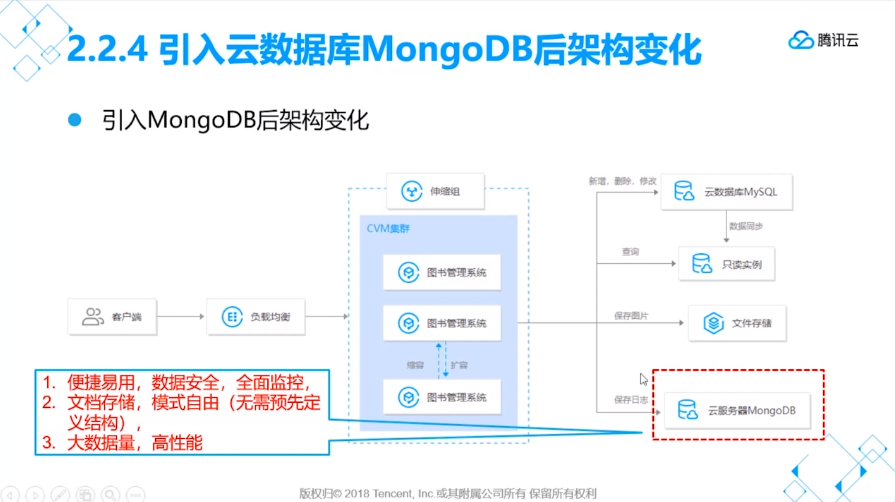 2.2.4 引入云数据库MongoDB后架构变化
腾讯云
引入MongoDB后架构变化
伸缩组
CVM集群
图书管理系统
图书管理系统
缩容
扩容
图书管理系统
客户端
负载均衡
新增，删除，修改
云数据库MySQL
数据同步
查询
只读实例
保存图片
文件存储
保存日志
云服务器MongoDB
1. 便捷易用，数据安全，全面监控，
2. 文档存储，模式自由（无需预先定
义结构），
3. 大数据量，高性能
版权归© 2018 Tencent, Inc.或其附属公司所有 保留所有权利